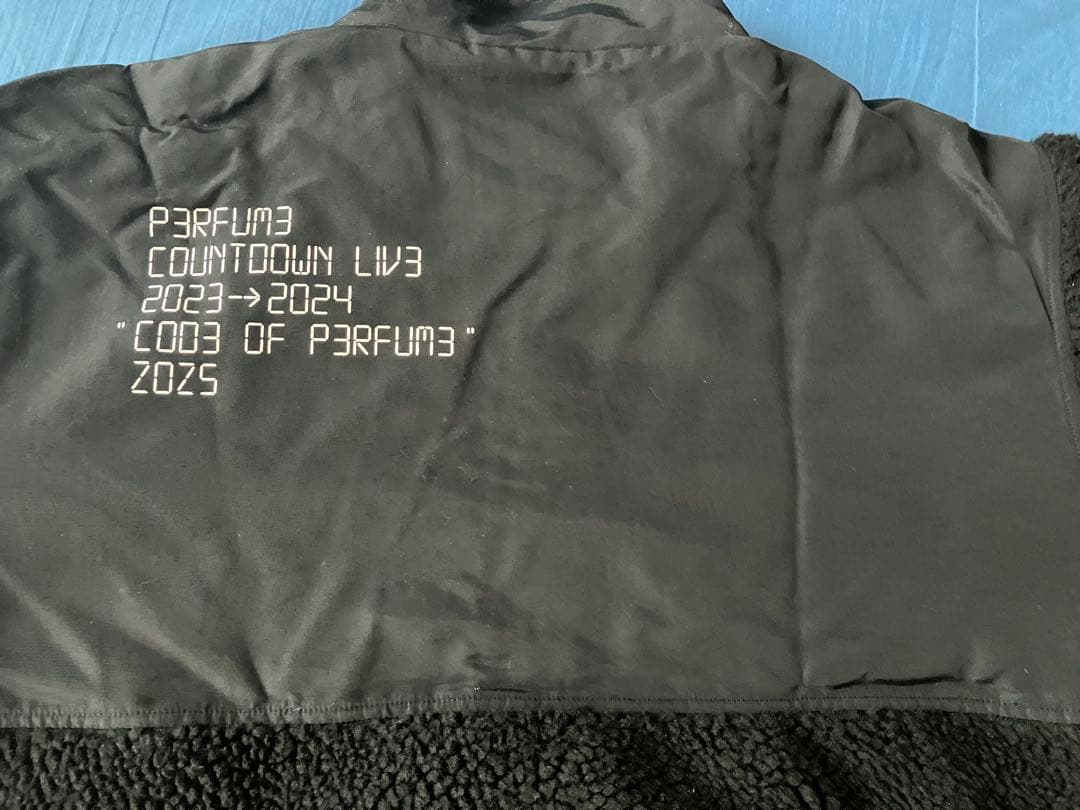 P3RFUM3
COUNTDOWN LIV3
2023→2024
"COD3 OF P3RFUM3"
ZOZ5